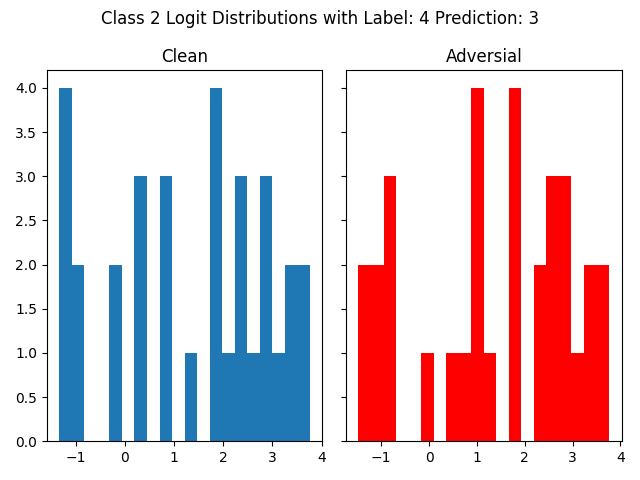 Class 2 Logit Distributions with Label: 4 Prediction: 3
Clean
Adversial
4.0
3.5
3.0
2.5
2.0
1.5
1.0
0.5
0.0
−1 0 1 2 3 4
−1 0 1 2 3 4